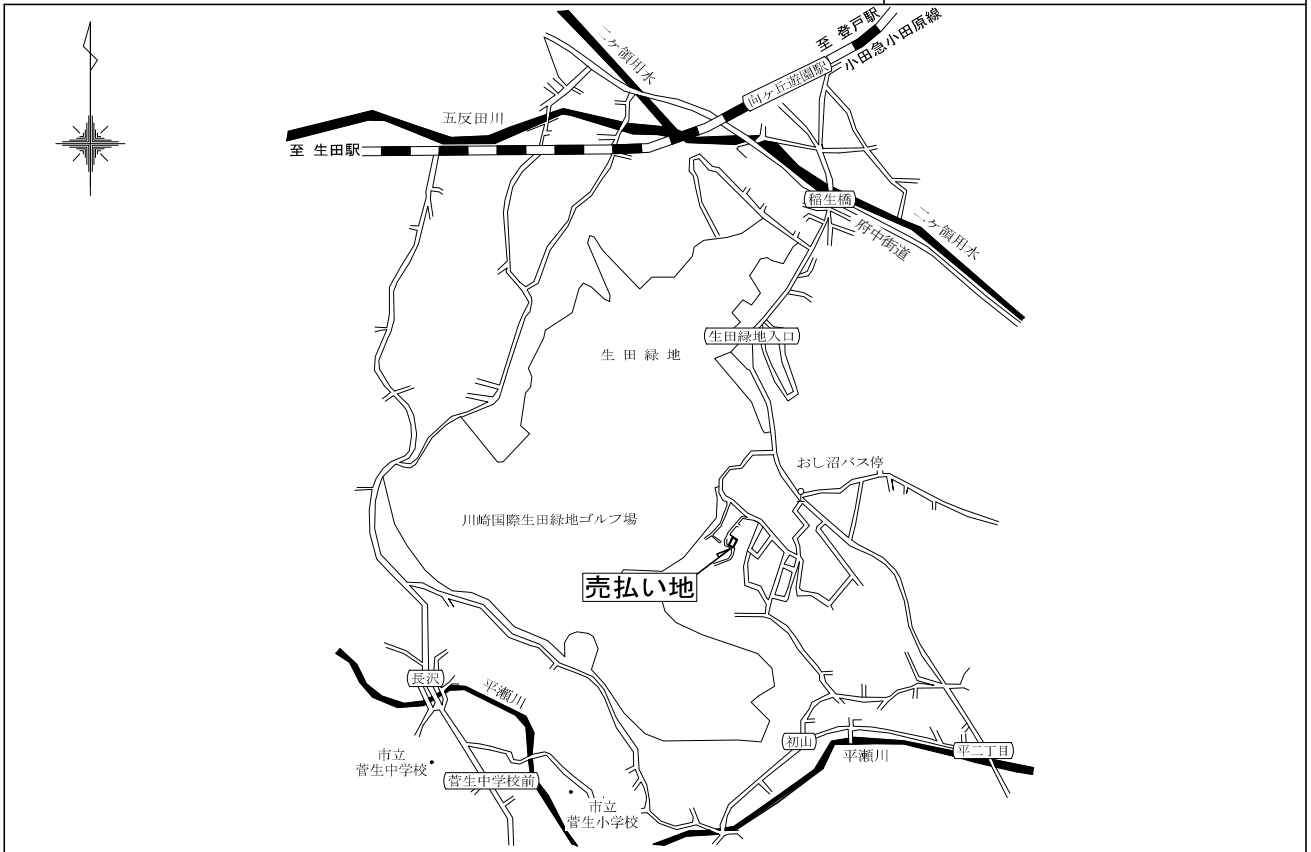 至 登戸駅
小田急小田原線
二ケ領用水
向ケ丘遊園駅
五反田川
至 生田駅
稲生橋
二ケ領用水
府中街道
生田緑地入口
生田緑地
おし沼バス停
川崎国際生田緑地ゴルフ場
売払い地
長沢
平瀬川
初山
平二丁目
平瀬川
市立
菅生中学校
菅生中学校前
市立
菅生小学校